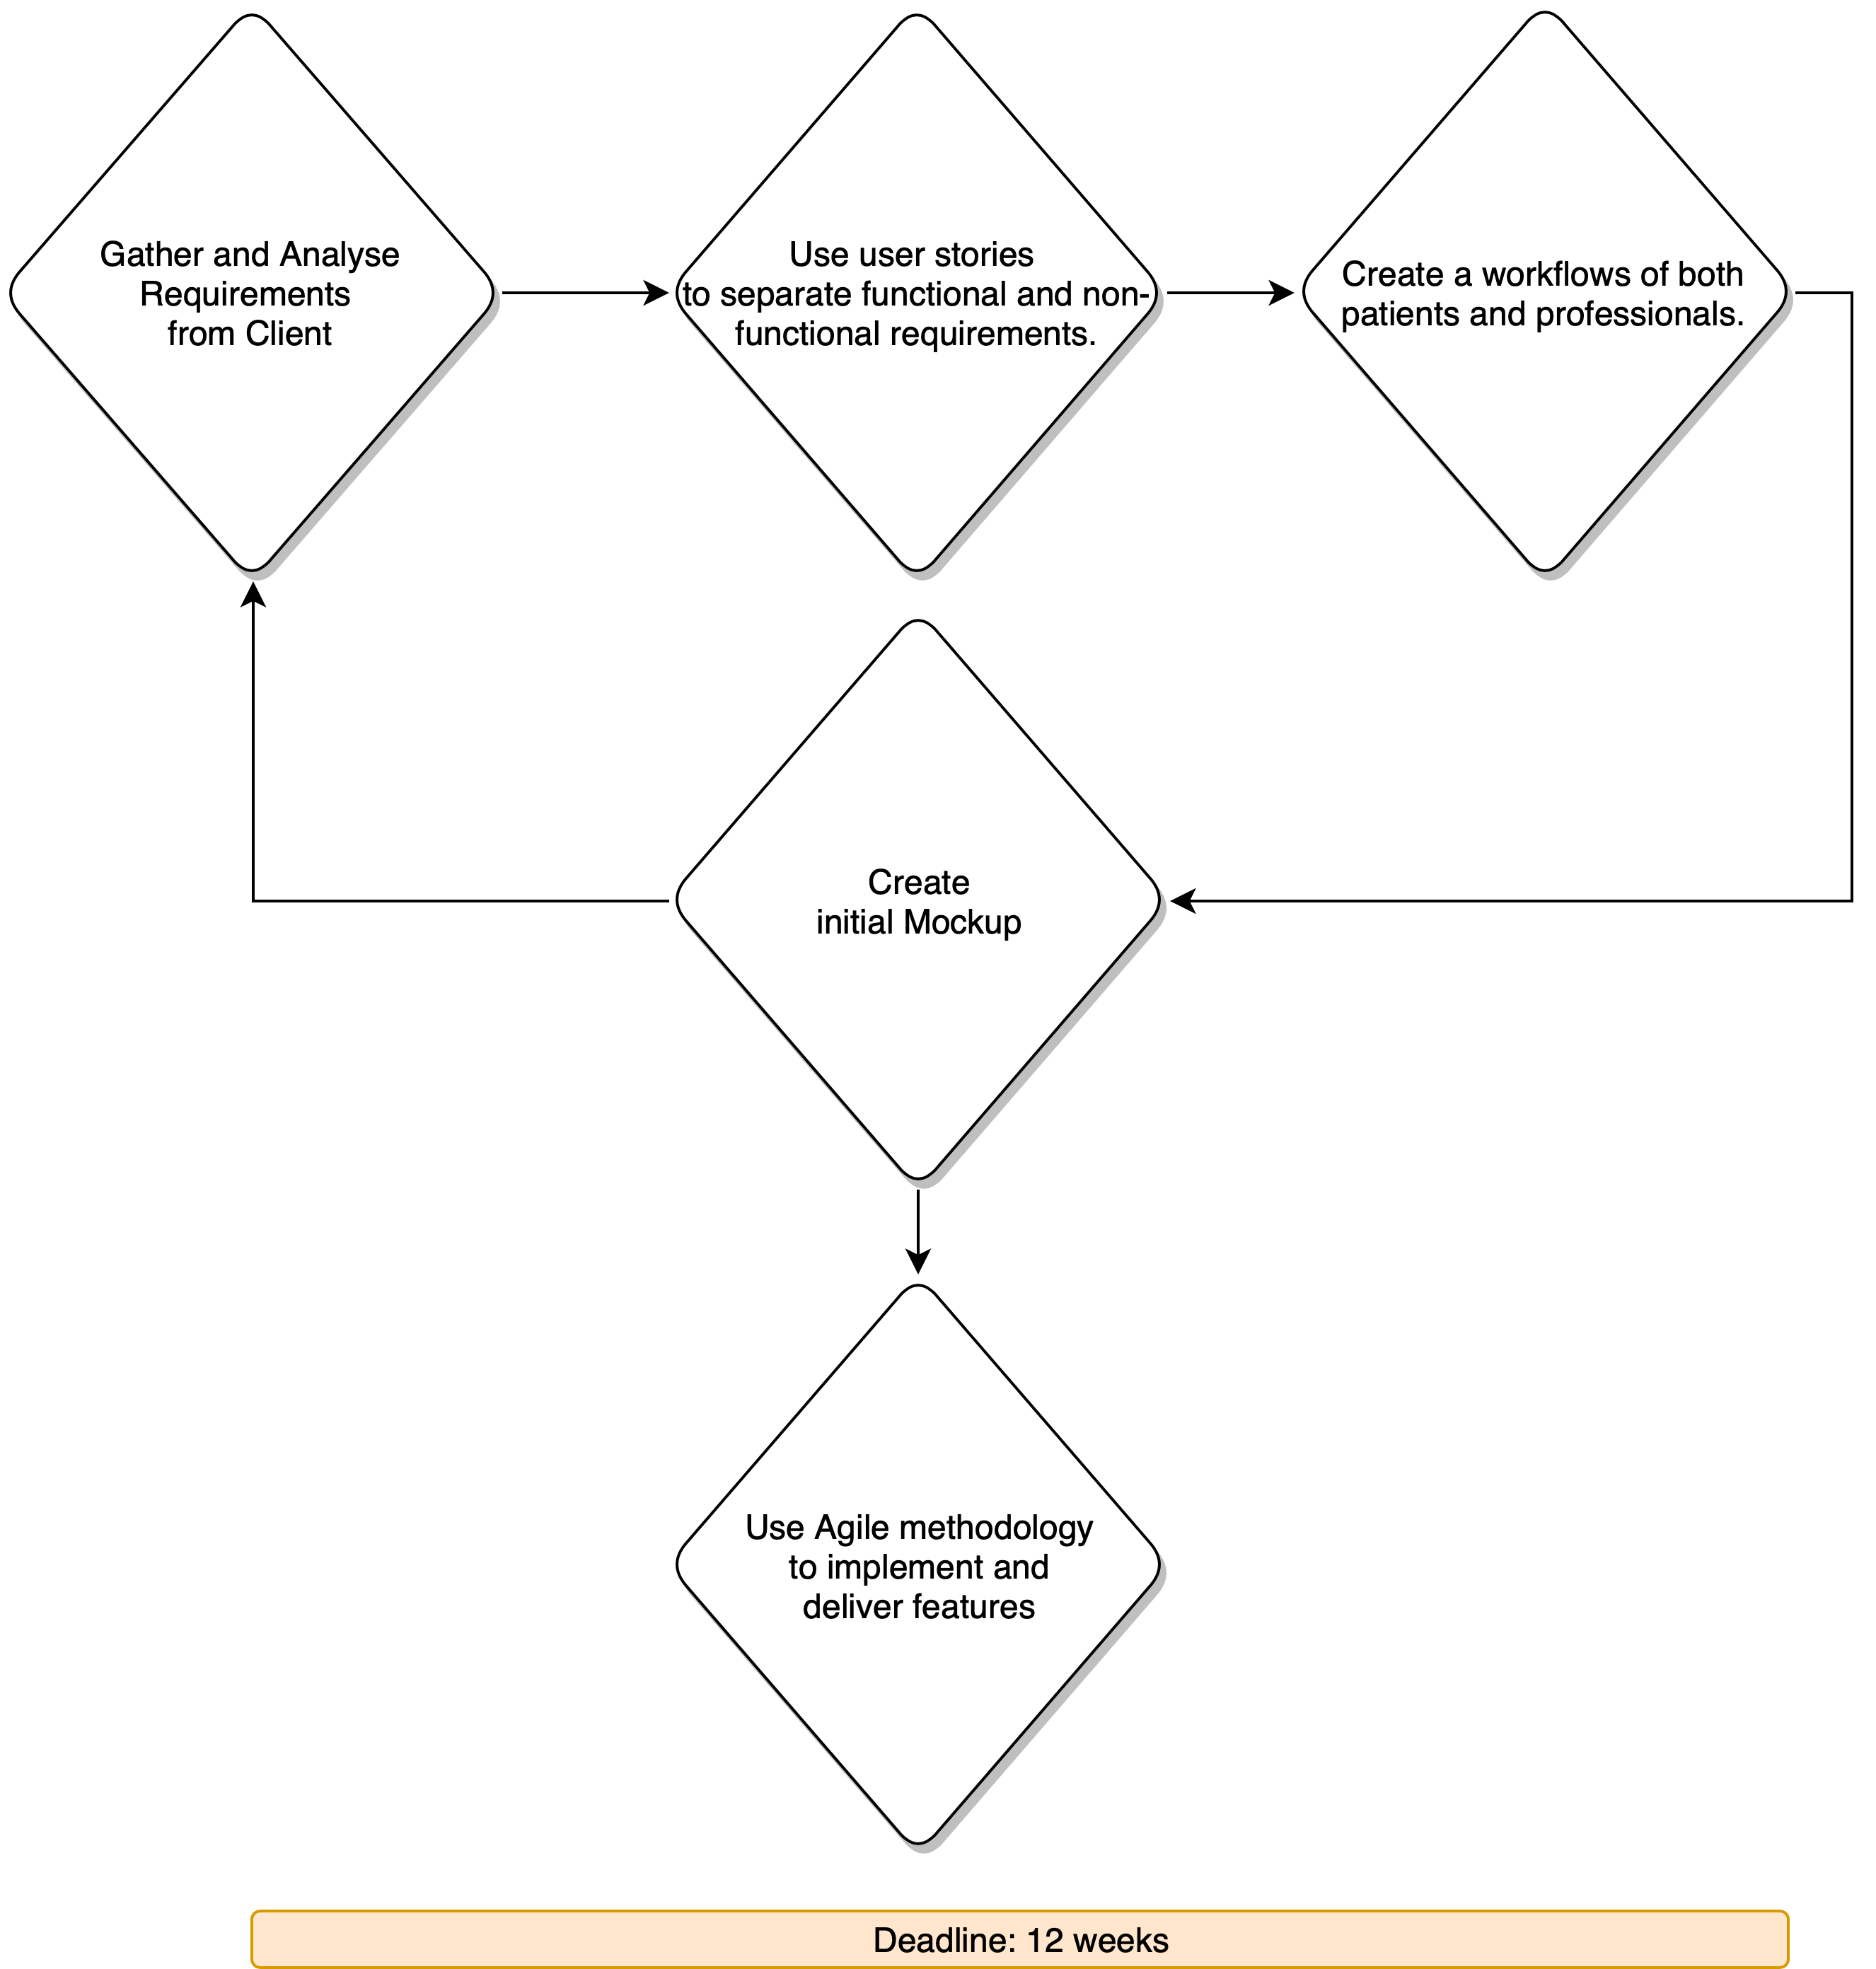 Gather and Analyse
Requirements
from Client
Use user stories
to separate functional and non-
functional requirements.
Create a workflows of both
patients and professionals.
Create
initial Mockup
Use Agile methodology
to implement and
deliver features
Deadline: 12 weeks